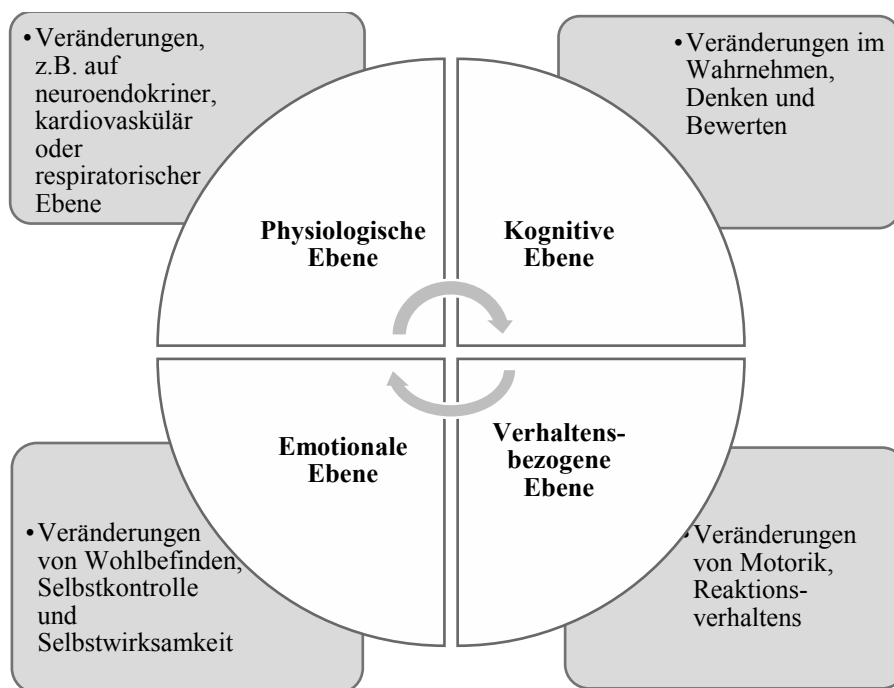 •Veränderungen,
z.B. auf
neuroendokriner,
kardiovaskülär
oder
respiratorischer
Ebene
•Veränderungen im
Wahrnehmen,
Denken und
Bewerten
Physiologische
Ebene
Kognitive
Ebene
Emotionale
Ebene
Verhaltens-
bezogene
Ebene
•Veränderungen
von Wohlbefinden,
Selbstkontrolle
und
Selbstwirksamkeit
•Veränderungen
von Motorik,
Reaktions-
verhaltens